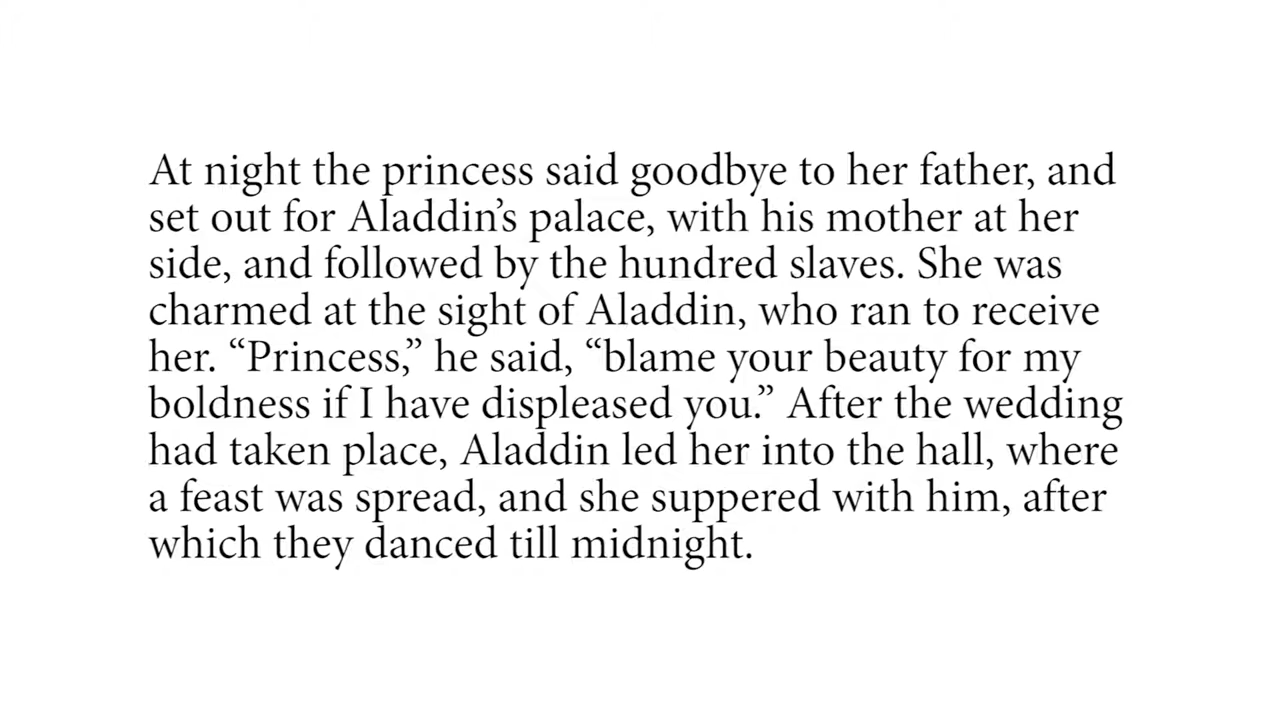 At night the princess said goodbye to her father, and
set out for Aladdin’s palace, with his mother at her
side, and followed by the hundred slaves. She was
charmed at the sight of Aladdin, who ran to receive
her. “Princess,” he said, “blame your beauty for my
boldness if I have displeased you.” After the wedding
had taken place, Aladdin led her into the hall, where
a feast was spread, and she suppered with him, after
which they danced till midnight.